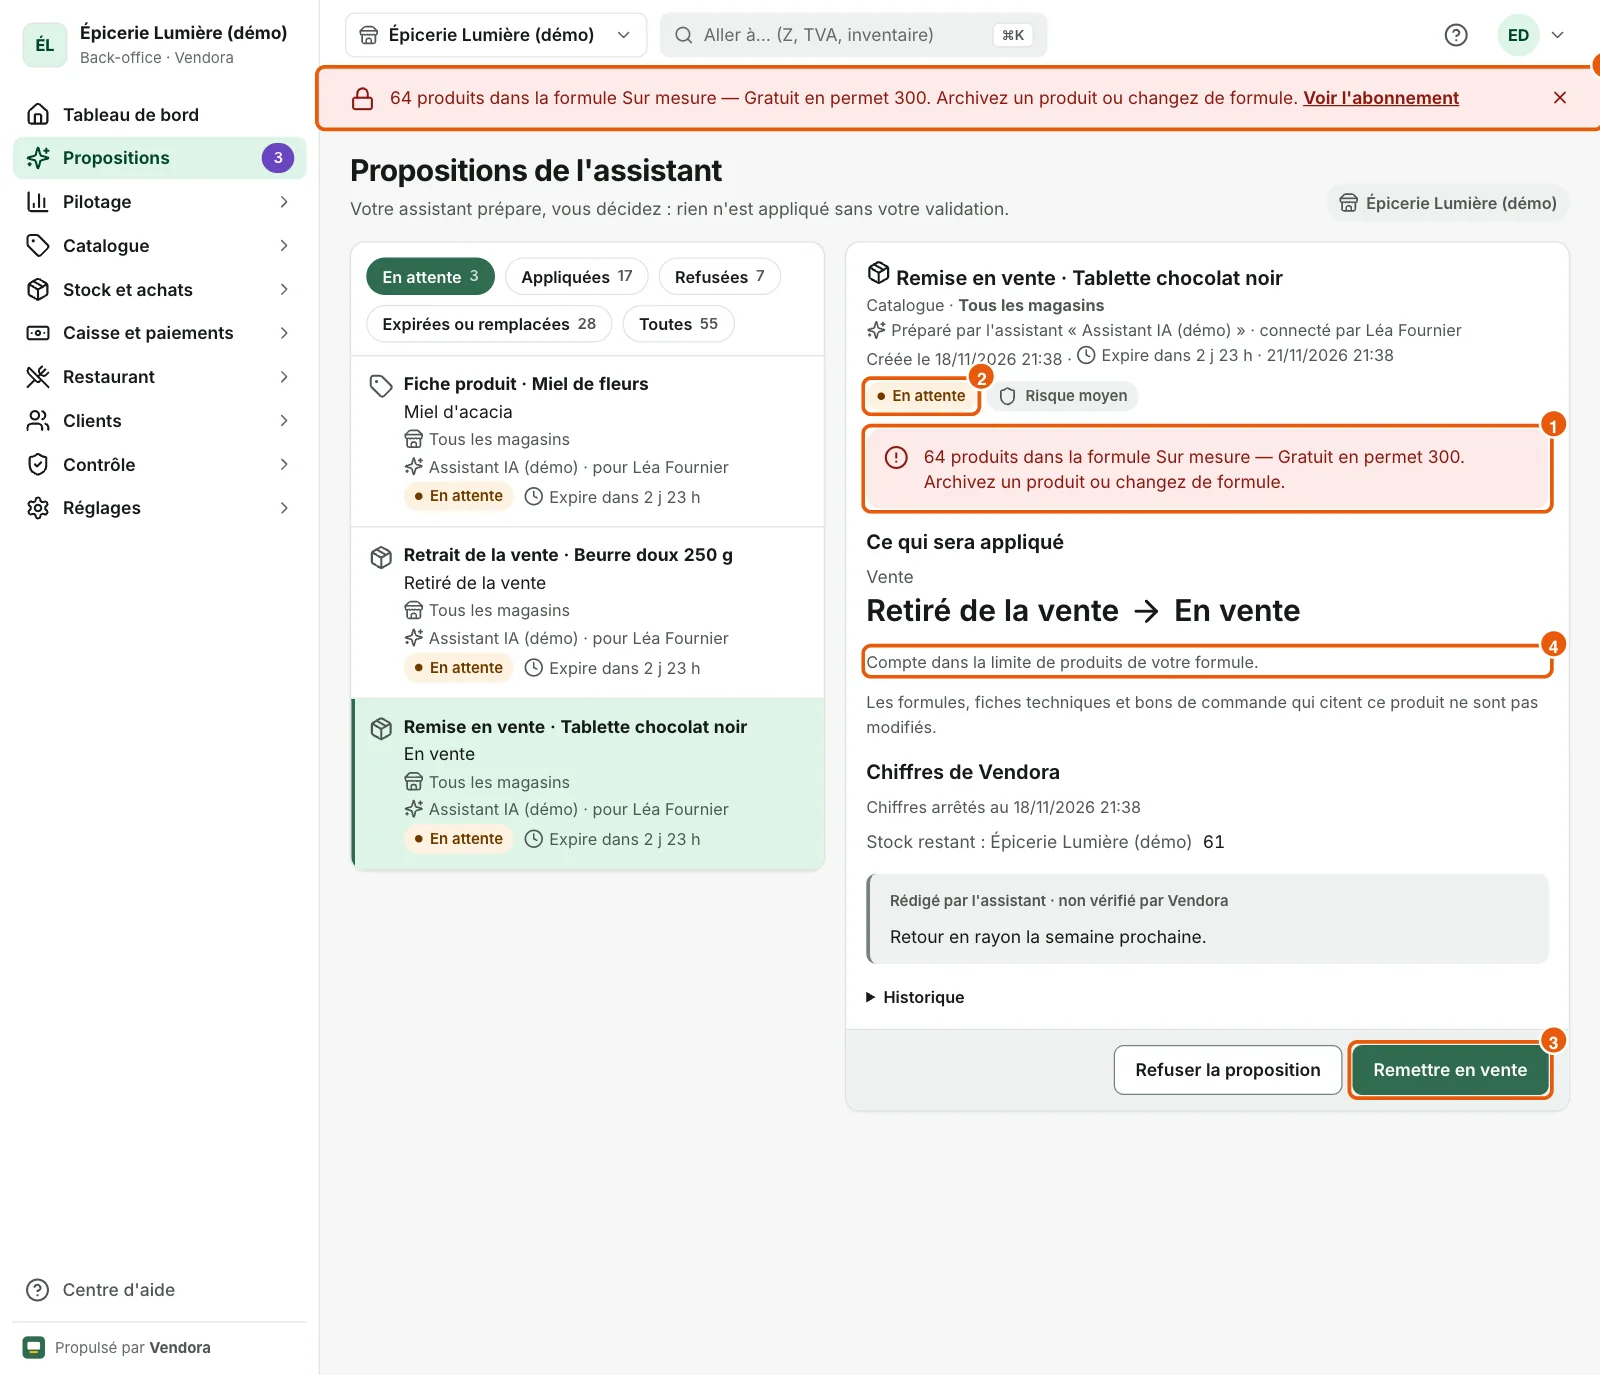 ÉL
Épicerie Lumière (démo)
Back-office · Vendora
Tableau de bord
Propositions 3
Pilotage
Catalogue
Stock et achats
Caisse et paiements
Restaurant
Clients
Contrôle
Réglages
Centre d'aide
Propulsé par Vendora
Épicerie Lumière (démo)
Aller à... (Z, TVA, inventaire) ⌘K
ED
64 produits dans la formule Sur mesure — Gratuit en permet 300. Archivez un produit ou changez de formule. Voir l'abonnement
Propositions de l'assistant
Votre assistant prépare, vous décidez : rien n'est appliqué sans votre validation.
Épicerie Lumière (démo)
En attente 3
Appliquées 17
Refusées 7
Expirées ou remplacées 28
Toutes 55
Fiche produit · Miel de fleurs
Miel d'acacia
Tous les magasins
Assistant IA (démo) · pour Léa Fournier
En attente Expire dans 2 j 23 h
Retrait de la vente · Beurre doux 250 g
Retiré de la vente
Tous les magasins
Assistant IA (démo) · pour Léa Fournier
En attente Expire dans 2 j 23 h
Remise en vente · Tablette chocolat noir
En vente
Tous les magasins
Assistant IA (démo) · pour Léa Fournier
En attente Expire dans 2 j 23 h
Remise en vente · Tablette chocolat noir
Catalogue · Tous les magasins
Préparé par l'assistant « Assistant IA (démo) » · connecté par Léa Fournier
Créée le 18/11/2026 21:38 · Expire dans 2 j 23 h · 21/11/2026 21:38
2
En attente Risque moyen
1
64 produits dans la formule Sur mesure — Gratuit en permet 300.
Archivez un produit ou changez de formule.
Ce qui sera appliqué
Vente
Retiré de la vente → En vente
4
Compte dans la limite de produits de votre formule.
Les formules, fiches techniques et bons de commande qui citent ce produit ne sont pas
modifiés.
Chiffres de Vendora
Chiffres arrêtés au 18/11/2026 21:38
Stock restant : Épicerie Lumière (démo) 61
Rédigé par l'assistant · non vérifié par Vendora
Retour en rayon la semaine prochaine.
Historique
3
Refuser la proposition
Remettre en vente